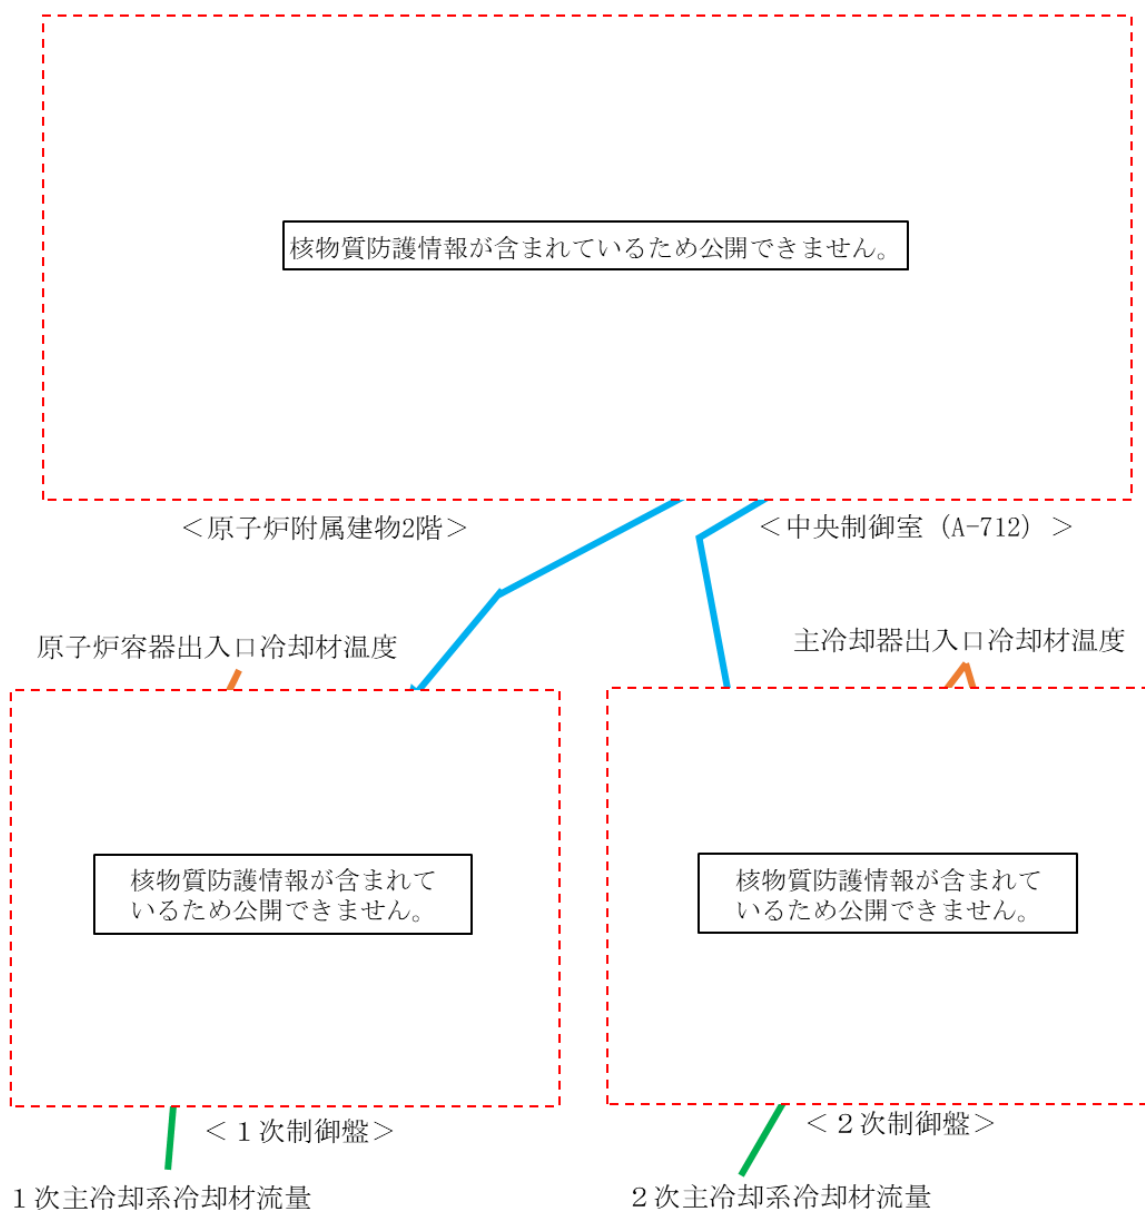 核物質防護情報が含まれているため公開できません。
＜原子炉附属建物2階＞
＜中央制御室（A-712）＞
原子炉容器出入口冷却材温度
主冷却器出入口冷却材温度
核物質防護情報が含まれて
いるため公開できません。
核物質防護情報が含まれて
いるため公開できません。
＜１次制御盤＞
＜２次制御盤＞
１次主冷却系冷却材流量
２次主冷却系冷却材流量